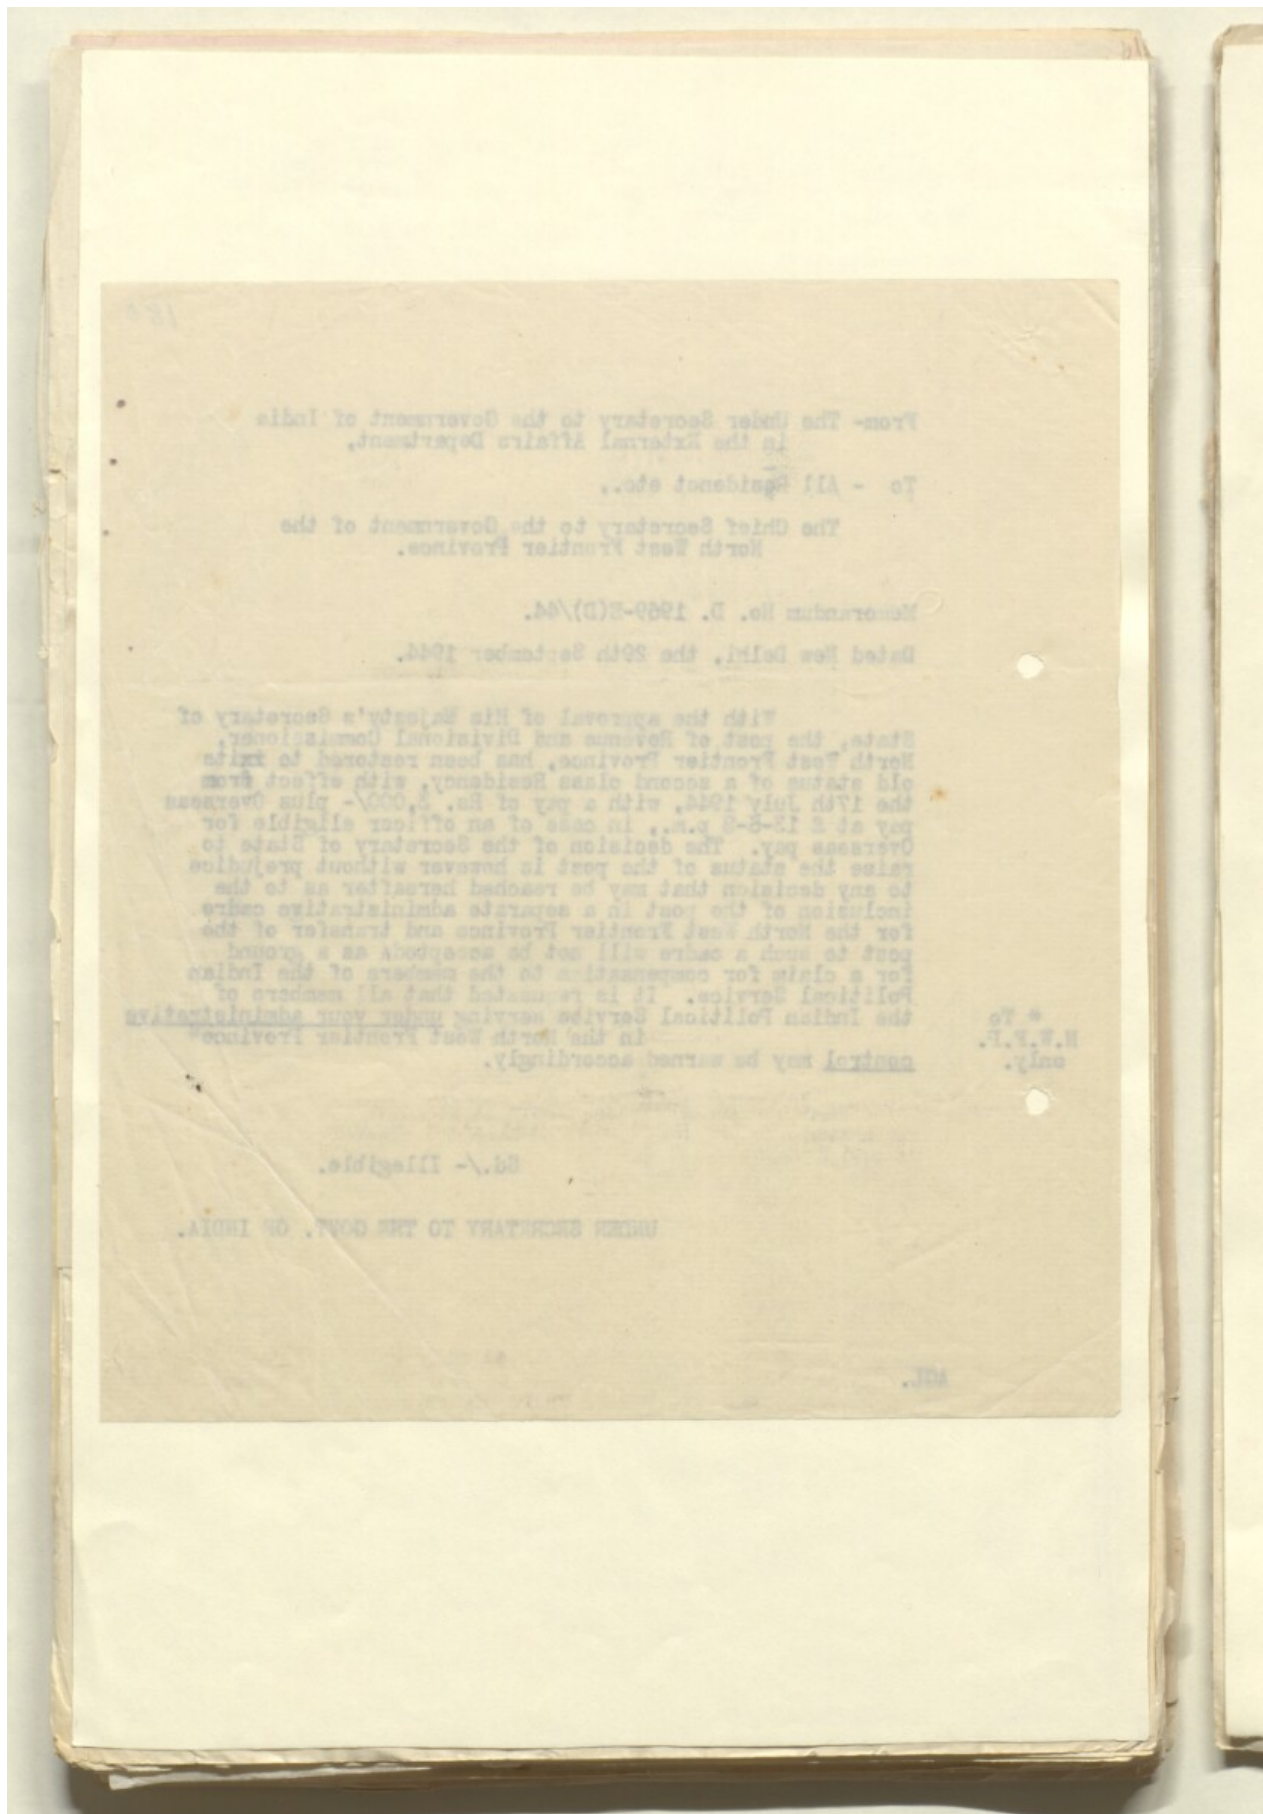 From- The Under Secretary to the Government of India
in the External Affairs Department,
To - All Residenct etc.,
The Chief Secretary to the Government of the
North West Frontier Province.
Memorandum No. D. 1969-E(D)/44.
Dated New Delhi, the 29th September 1944.
With the approval of His Majesty's Secretary of
State, the post of Revenue and Divisional Commissioner,
North West Frontier Province, has been restored to
old status of a second class Residency, with effect from
the 17th July 1944, with a pay of Rs. plus Overseas
pay at £ 13-6-8 p.m., in case of an officer eligible for
Overseas pay. The decision of the Secretary of State to
raise the status of the post is however without prejudice
to any decision that may be reached hereafter as to the
inclusion of the post in a separate administrative cadre
for the North West Frontier Province and transfer of the
post to such a cadre will not be accepted as a ground
for a claim for compensation to the members of the Indian
Political Service. It is requested that all members of
the Indian Political Service serving under your administrative
* To
in the North West Frontier Province*
N.W.F.P.
control may be warned accordingly.
only.
Sd./- Illegible.
UNDER SECRETARY TO THE GOVT. OF INDIA.